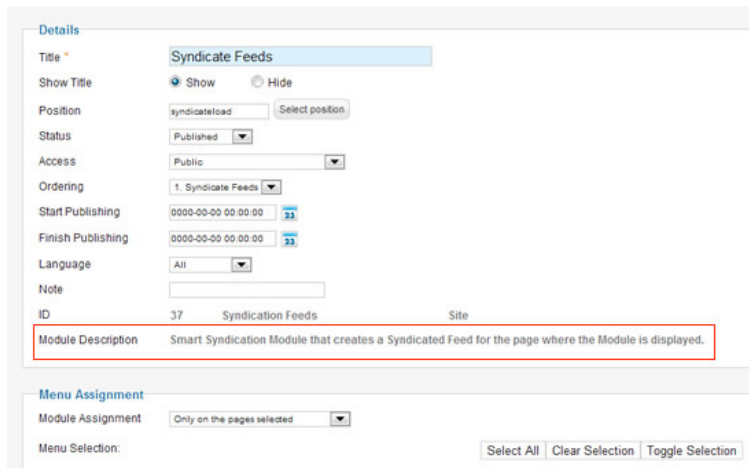 Details
Title * Syndicate Feeds
Show Title Show Hide
Position syndicateload Select position
Status Published
Access Public
Ordering 1. Syndicate Feeds
Start Publishing 0000-00-00 00:00:00 23
Finish Publishing 0000-00-00 00:00:00 23
Language All
Note
ID 37 Syndication Feeds Site
Module Description Smart Syndication Module that creates a Syndicated Feed for the page where the Module is displayed.
Menu Assignment
Module Assignment Only on the pages selected
Menu Selection: Select All Clear Selection Toggle Selection